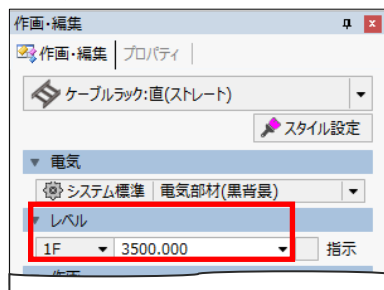 作画・編集
作画・編集 プロパティ
ケーブルラック:直(ストレート)
スタイル設定
電気
システム標準 電気部材(黒背景)
レベル
1F 3500.000 指示